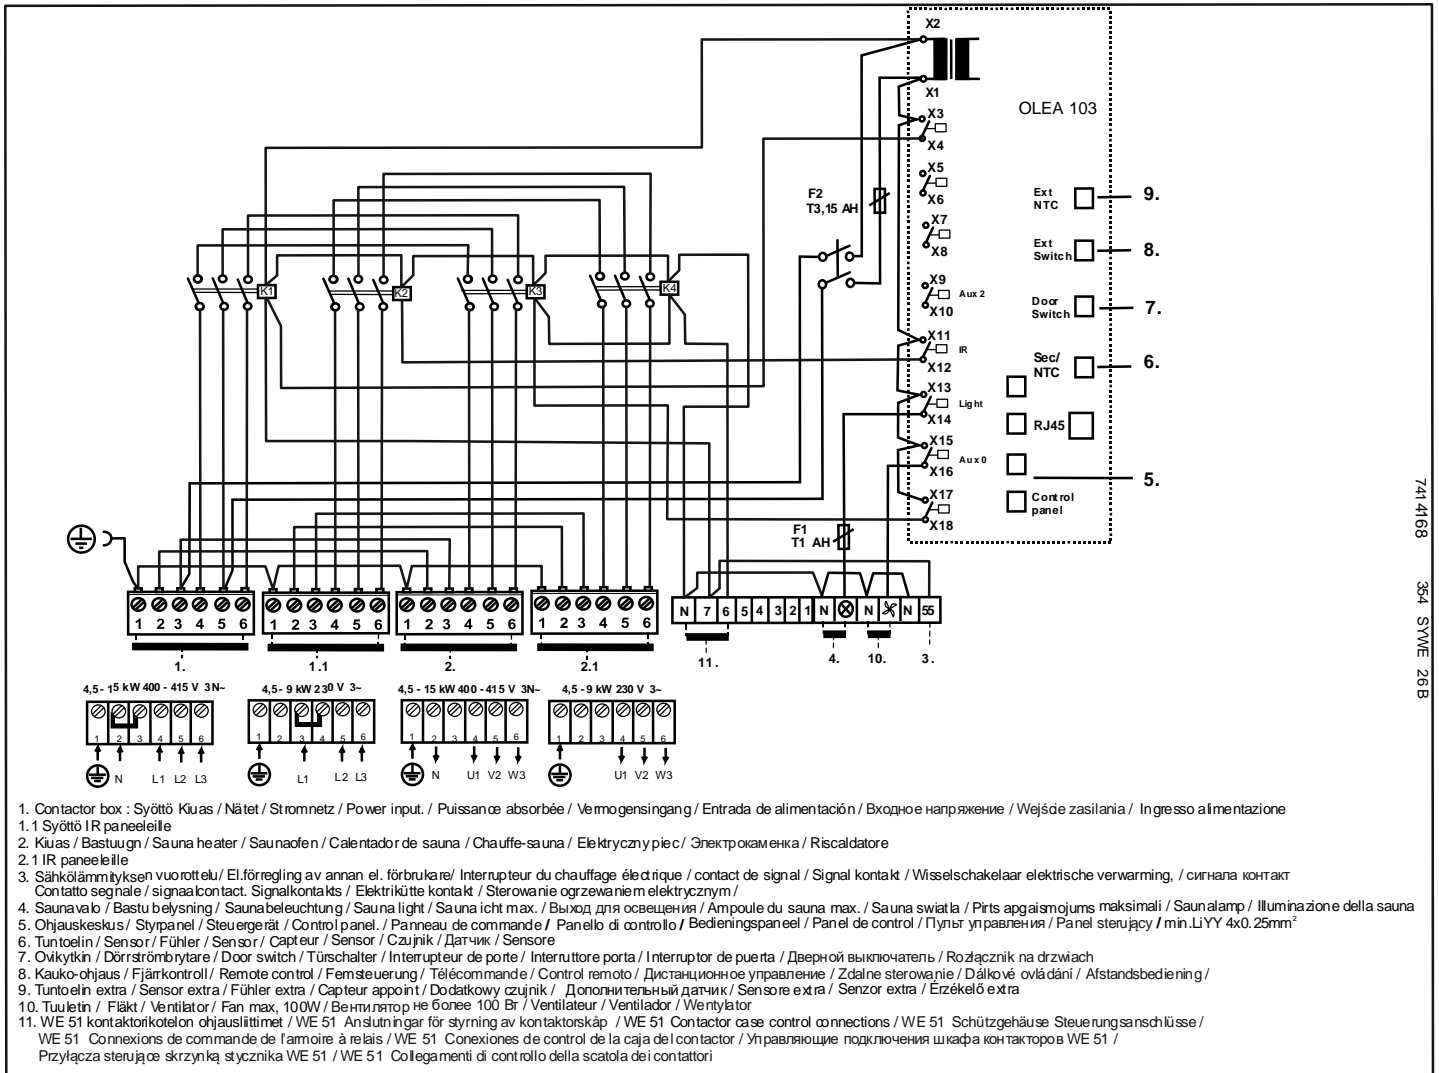 X2
X1
OLEA 103
X3
X4
X5
X6
X7
X8
X9
Aux 2
X10
X11
IR
X12
X13
Light
X14
X15
Aux 0
X16
X17
X18
Ext
NTC
9.
Ext
Switch
8.
Door
Switch
7.
Sec/
NTC
6.
RJ45
5.
Control
panel
F2
T3,15 AH
F1
T1 AH
K1
K2
K3
K4
7414168 354 SYWE 26 B
1 2 3 4 5 6
1 2 3 4 5 6
1 2 3 4 5 6
1 2 3 4 5 6
N 7 6 5 4 3 2 1 N N N 55
1. 1.1 2. 2.1 11. 4. 10. 3.
4,5 - 15 kW 400 - 415 V 3N~
1 2 3 4 5 6
N L1 L2 L3
4,5 - 9 kW 230 V 3~
1 2 3 4 5 6
L1 L2 L3
4,5 - 15 kW 400 - 415 V 3N~
1 2 3 4 5 6
N U1 V2 W3
4,5 - 9 kW 230 V 3~
1 2 3 4 5 6
U1 V2 W3
1. Contactor box : Syöttö Kiuas / Nätet / Stromnetz / Power input. / Puissance absorbée / Vermogensingang / Entrada de alimentación / Входное напряжение / Wejście zasilania / Ingresso alimentazione
1.1 Syöttö IR paneeleille
2. Kiuas / Bastuugn / Sauna heater / Saunaofen / Calentador de sauna / Chauffe-sauna / Elektryczny piec / Электрокаменка / Riscaldatore
2.1 IR paneeleille
3. Sähkölämmityksen vuorottelu / El.förregling av annan el. förbrukare/ Interrupteur du chauffage électrique / contact de signal / Signal kontakt / Wisselschakelaar elektrische verwarming, / сигнала контакт
Contatto segnale / signaalcontact. Signalkontakts / Elektrikütte kontakt / Sterowanie ogrzewaniem elektrycznym /
4. Saunavalo / Bastu belysning / Saunabeleuchtung / Sauna light / Sauna icht max. / Выход для освещения / Ampoule du sauna max. / Sauna swiatla / Pirts apgaismojums maksimali / Saunalamp / Illuminazione della sauna
5. Ohjauskeskus / Styrpanel / Steuergerät / Control panel. / Panneau de commande / Panello di controllo / Bedieningspaneel / Panel de control / Пульт управления / Panel sterujący / min.LiYY 4x0.25mm²
6. Tuntoelin / Sensor / Fühler / Sensor / Capteur / Sensor / Czujnik / Датчик / Sensore
7. Ovikytkin / Dörrströmbrytare / Door switch / Türschalter / Interrupteur de porte / Interruttore porta / Interruptor de puerta / Дверной выключатель / Rozłącznik na drzwiach
8. Kauko-ohjaus / Fjärrkontroll / Remote control / Fernsteuerung / Télécommande / Control remoto / Дистанционное управление / Zdalne sterowanie / Dálkové ovládání / Afstandsbediening /
9. Tuntoelin extra / Sensor extra / Fühler extra / Capteur appoint / Dodatkowy czujnik / Дополнительный датчик / Sensore extra / Senzor extra / Érzékelő extra
10. Tuuletin / Fläkt / Ventilator / Fan max, 100W / Вентилятор не более 100 Вт / Ventilateur / Ventilador / Wentylator
11. WE 51 kontaktorikotelon ohjausliittimet / WE 51 Anslutningar för styrning av kontaktorskåp / WE 51 Contactor case control connections / WE 51 Schützgehäuse Steuerungsanschlüsse /
WE 51 Connexions de commande de l'armoire à relais / WE 51 Conexiones de control de la caja del contactor / Управляющие подключения шкафа контакторов WE 51 /
Przyłącza sterujące skrzynką stycznika WE 51 / WE 51 Collegamenti di controllo della scatola dei contattori